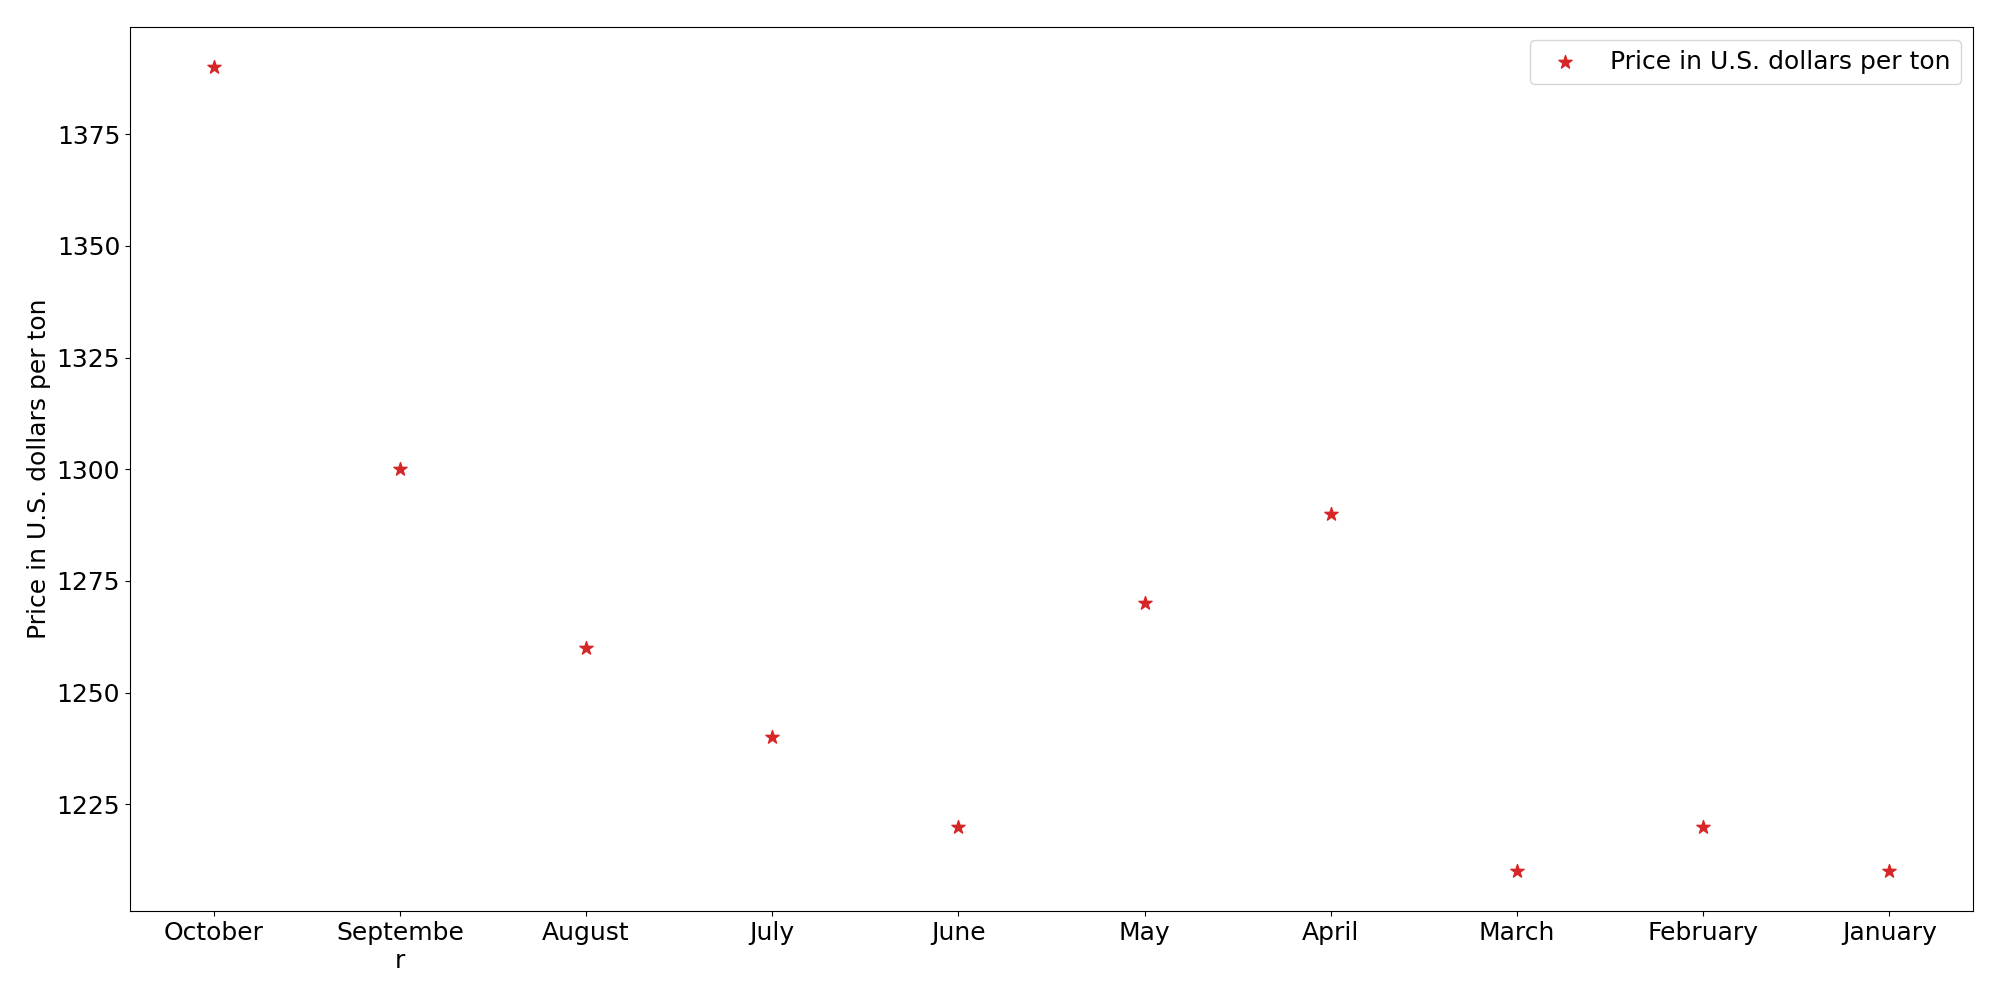 Price in U.S. dollars per ton
1375
1350
1325
1300
1275
1250
1225
Price in U.S. dollars per ton
October
Septembe
r
August
July
June
May
April
March
February
January